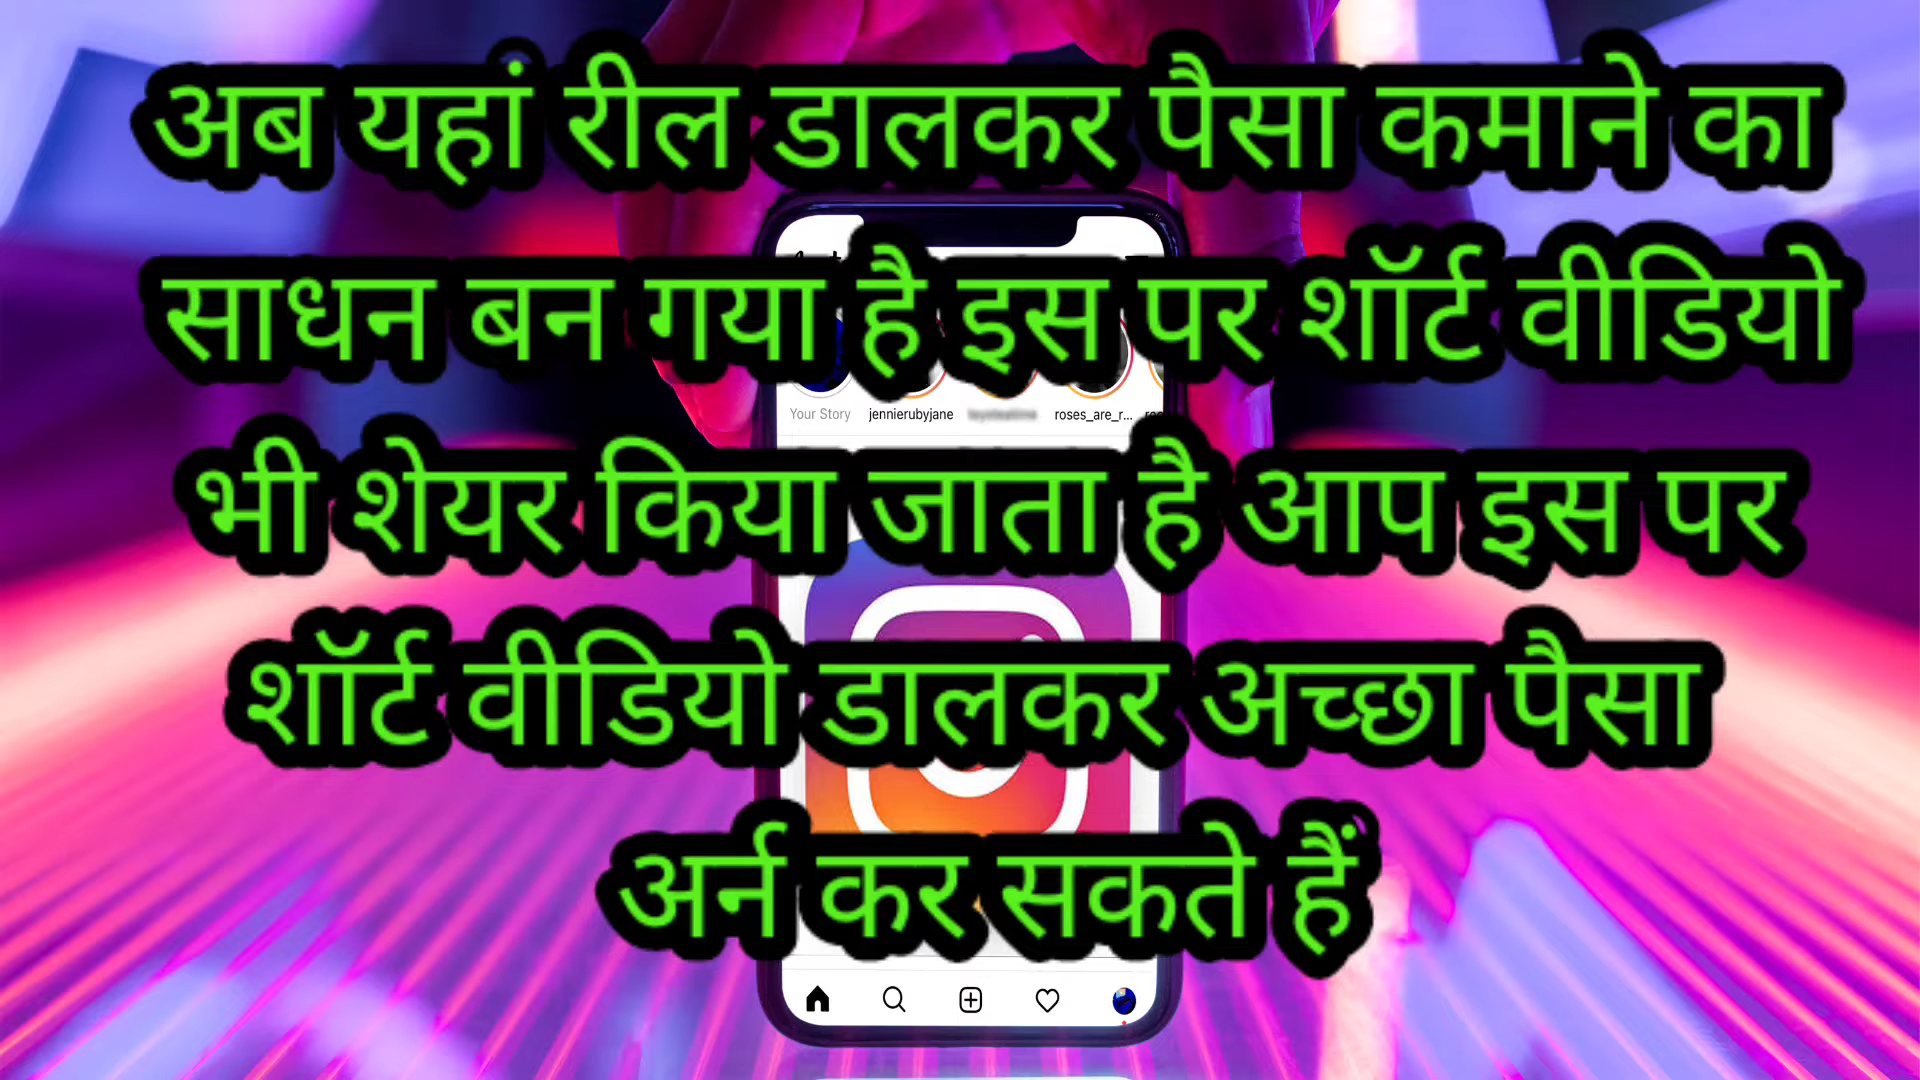 अब यहां रील डालकर पैसा कमाने का
साधन बन गया है इस पर शॉर्ट वीडियो
Your Story jennierubyjane roses_are_r...
भी शेयर किया जाता है आप इस पर
शॉर्ट वीडियो डालकर अच्छा पैसा
अर्न कर सकते हैं